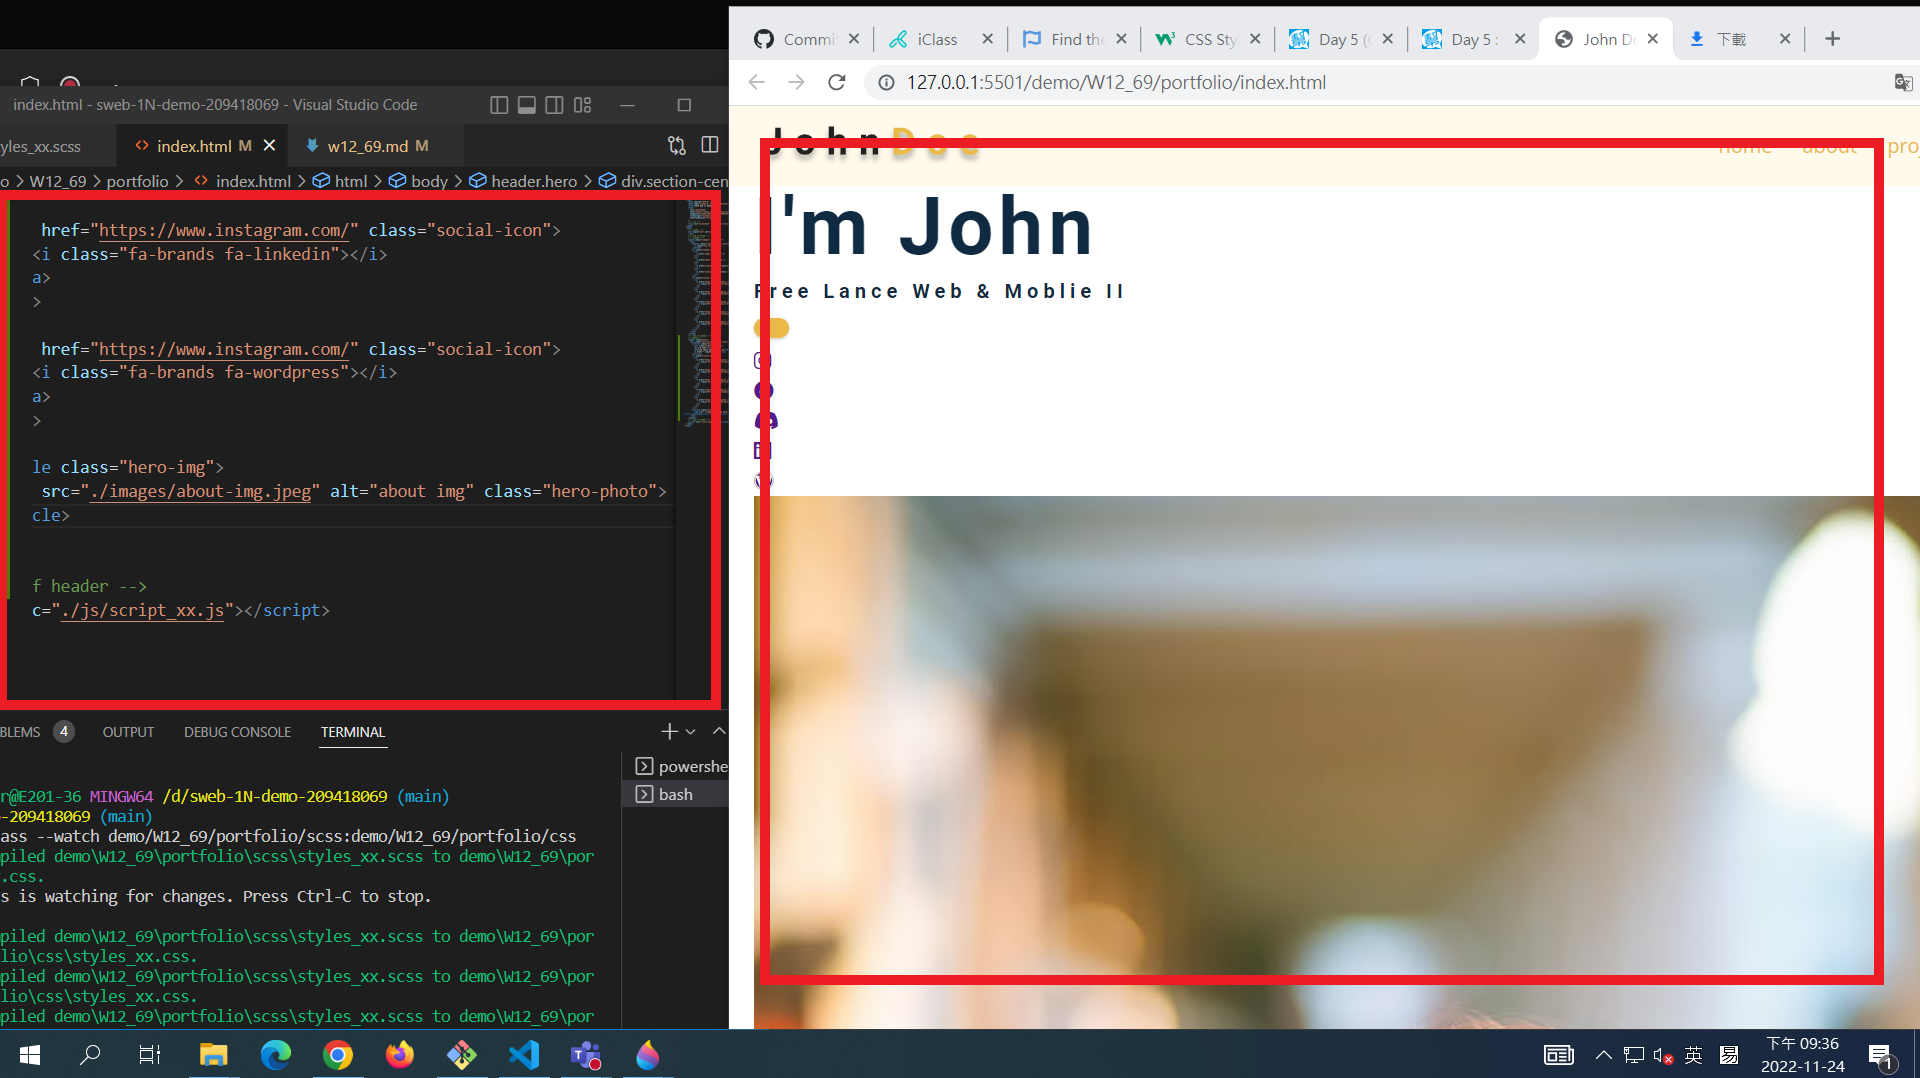 index.html - sweb-1N-demo-209418069 - Visual Studio Code
yles_xx.scss
index.html M
w12_69.md M
o > W12_69 > portfolio > index.html > html > body > header.hero > div.section-cen
href="https://www.instagram.com/" class="social-icon">
<i class="fa-brands fa-linkedin"></i>
a>
>
href="https://www.instagram.com/" class="social-icon">
<i class="fa-brands fa-wordpress"></i>
a>
>
le class="hero-img">
src="./images/about-img.jpeg" alt="about img" class="hero-photo">
cle>
f header -->
c="./js/script_xx.js"></script>
BLEMS 4 OUTPUT DEBUG CONSOLE TERMINAL
powershe
bash
r@E201-36 MINGW64 /d/sweb-1N-demo-209418069 (main)
-209418069 (main)
ass --watch demo/W12_69/portfolio/scss:demo/W12_69/portfolio/css
piled demo\W12_69\portfolio\scss\styles_xx.scss to demo\W12_69\por
.css.
s is watching for changes. Press Ctrl-C to stop.
piled demo\W12_69\portfolio\scss\styles_xx.scss to demo\W12_69\por
lio\css\styles_xx.css.
piled demo\W12_69\portfolio\scss\styles_xx.scss to demo\W12_69\por
lio\css\styles_xx.css.
piled demo\W12_69\portfolio\scss\styles_xx.scss to demo\W12_69\por
Commi
iClass
Find the
CSS Sty
Day 5 (
Day 5 :
John D
下載
127.0.0.1:5501/demo/W12_69/portfolio/index.html
JohnDoe
home about proj
I'm John
Free Lance Web & Moblie II
英
易
下午 09:36
2022-11-24
1